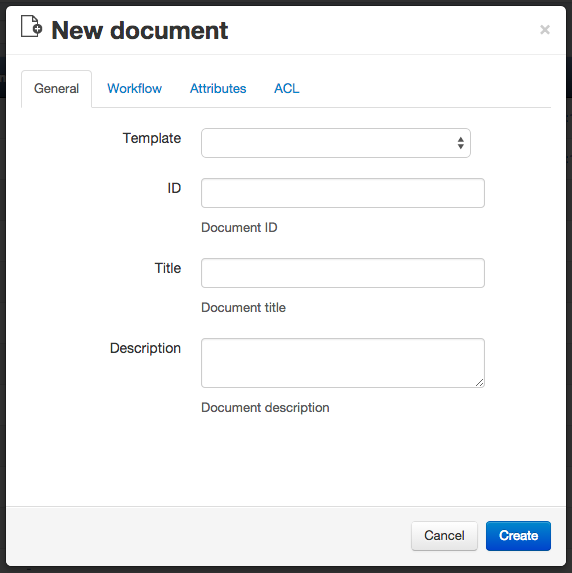 New document
×
General Workflow Attributes ACL
Template
ID
Document ID
Title
Document title
Description
Document description
Cancel Create